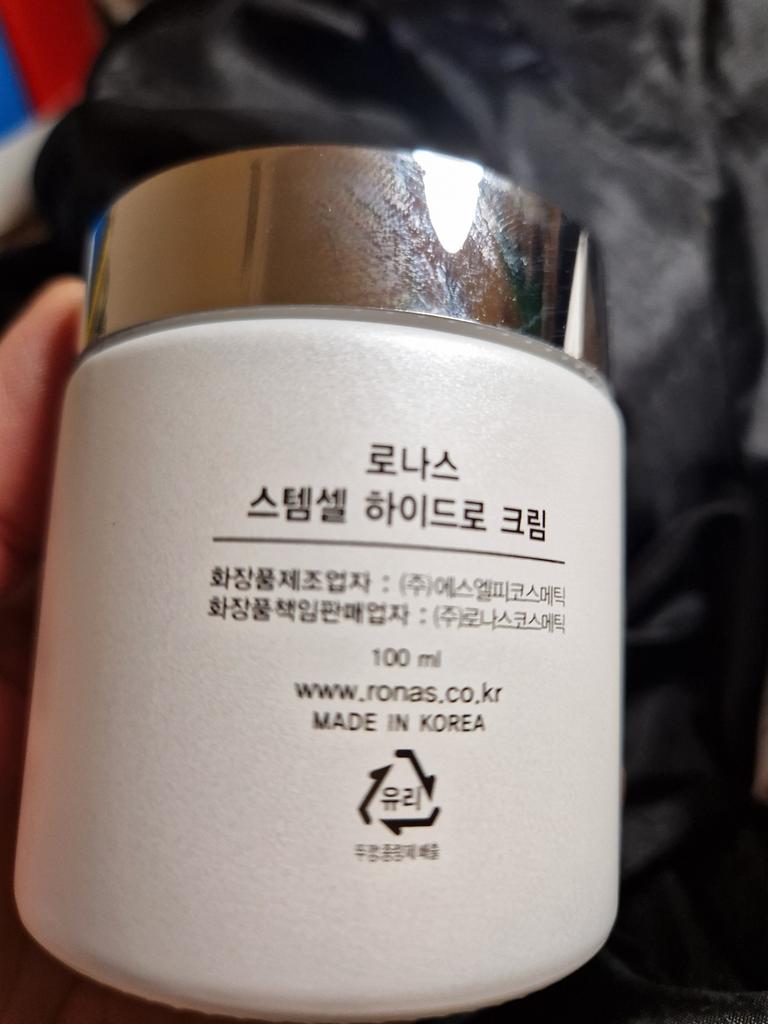 로나스
스템셀 하이드로 크림
화장품제조업자 : (주)에스엘피코스메틱
화장품책임판매업자 : (주)로나스코스메틱
100 ml
www.ronas.co.kr
MADE IN KOREA
유리